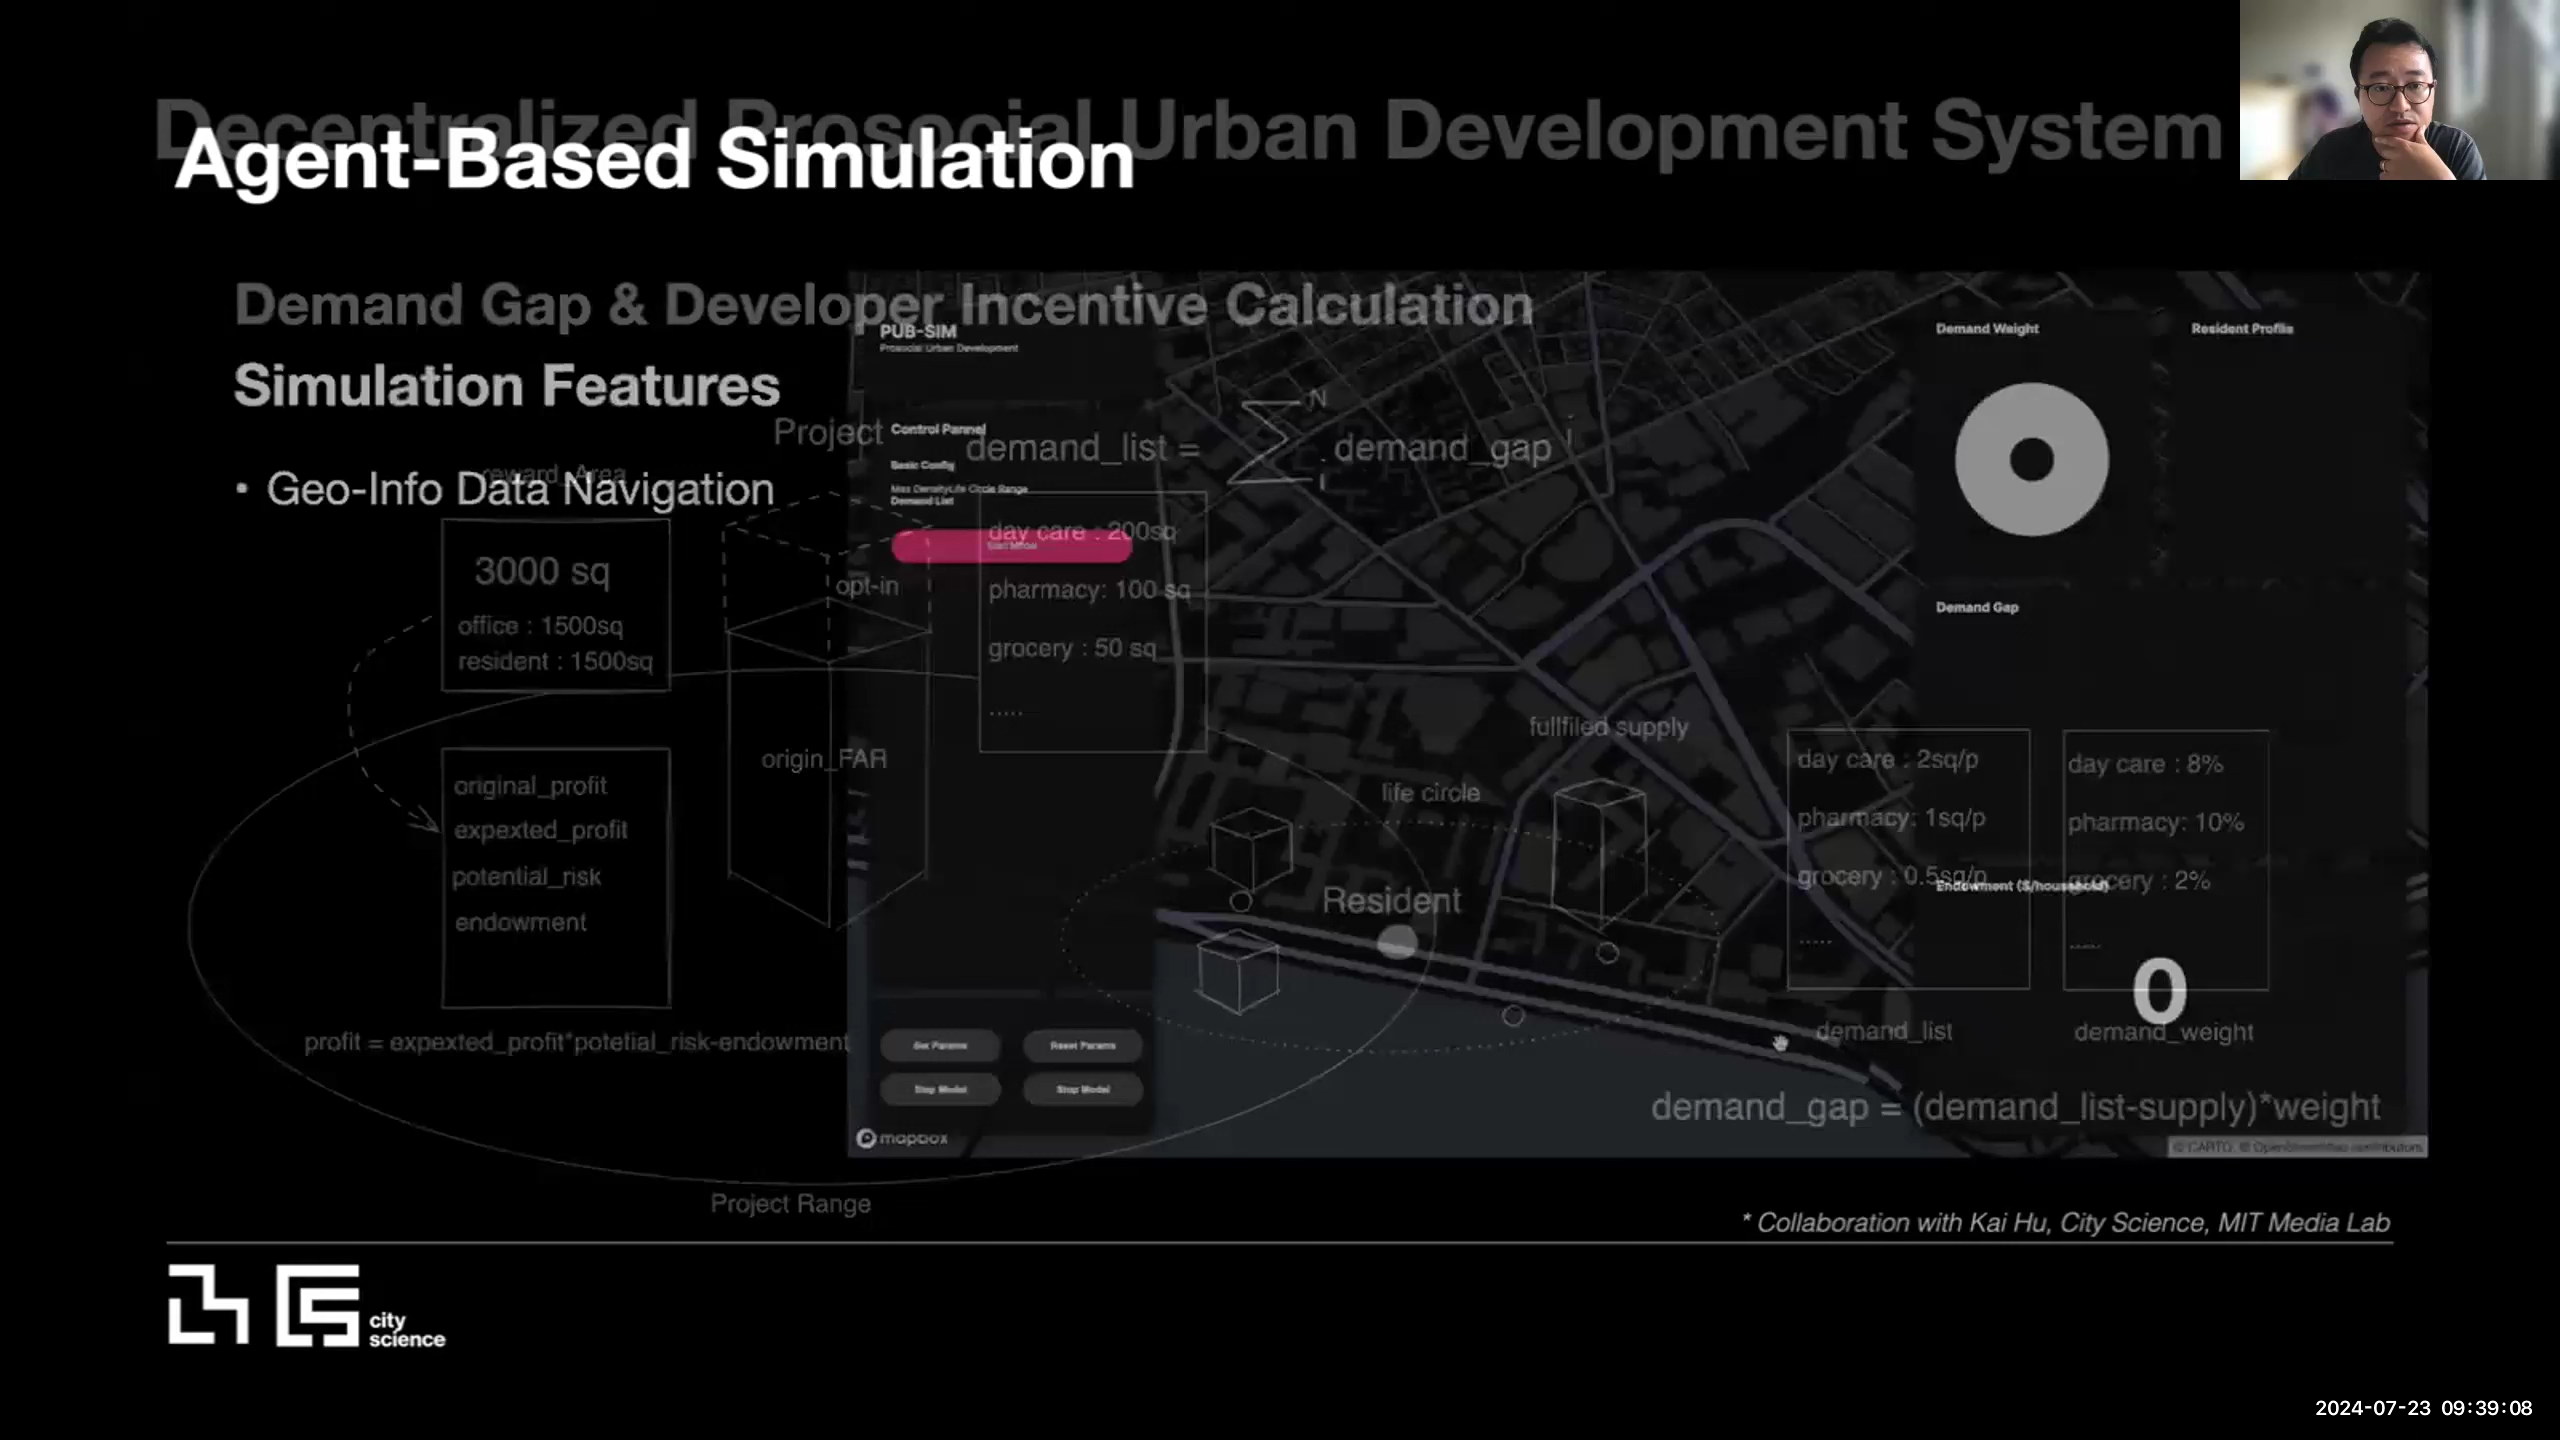 Decentralized Prosocial Urban Development System
Agent-Based Simulation
Demand Gap & Developer Incentive Calculation
Simulation Features
• Geo-Info Data Navigation
reward_Area
3000 sq
office : 1500sq
resident : 1500sq
original_profit
expexted_profit
potential_risk
endowment
profit = expexted_profit*potetial_risk-endowment
Project
opt-in
origin_FAR
Project Range
PUB-SIM
Prosocial Urban Development
Control Pannel
Basic Config
Max Density
Life Circle Range
Demand List
demand_list =
N
i
demand_gap i
day care : 200sq
pharmacy: 100 sq
grocery : 50 sq
.....
fullfiled supply
life circle
Resident
Set Params
Reset Params
Step Model
Stop Model
mapbox
Demand Weight
Resident Profile
Demand Gap
day care : 2sq/p
pharmacy: 1sq/p
grocery : 0.5sq/p
.....
demand_list
day care : 8%
pharmacy: 10%
grocery : 2%
.....
demand_weight
Endowment ($/household)
0
demand_gap = (demand_list-supply)*weight
© CARTO, © OpenStreetMap contributors
* Collaboration with Kai Hu, City Science, MIT Media Lab
city
science
2024-07-23 09:39:08